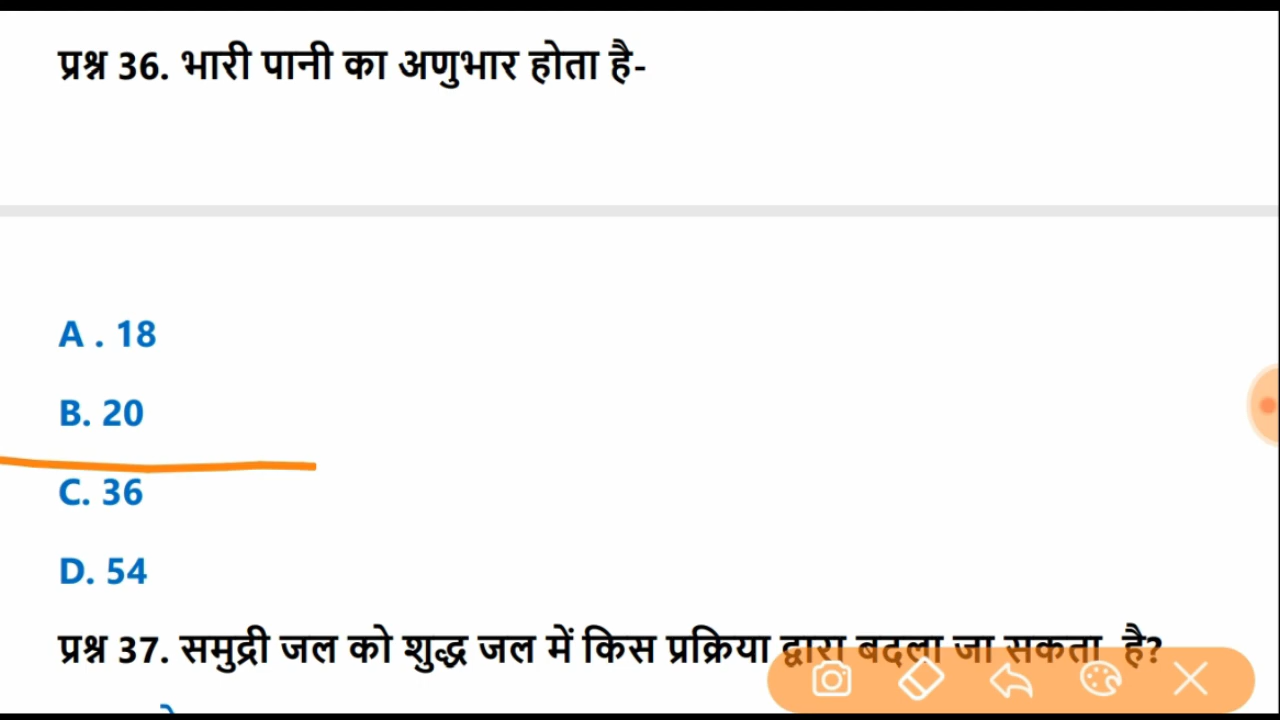 प्रश्न 36. भारी पानी का अणुभार होता है-
A . 18
B. 20
C. 36
D. 54
प्रश्न 37. समुद्री जल को शुद्ध जल में किस प्रक्रिया द्वारा बदला जा सकता है?